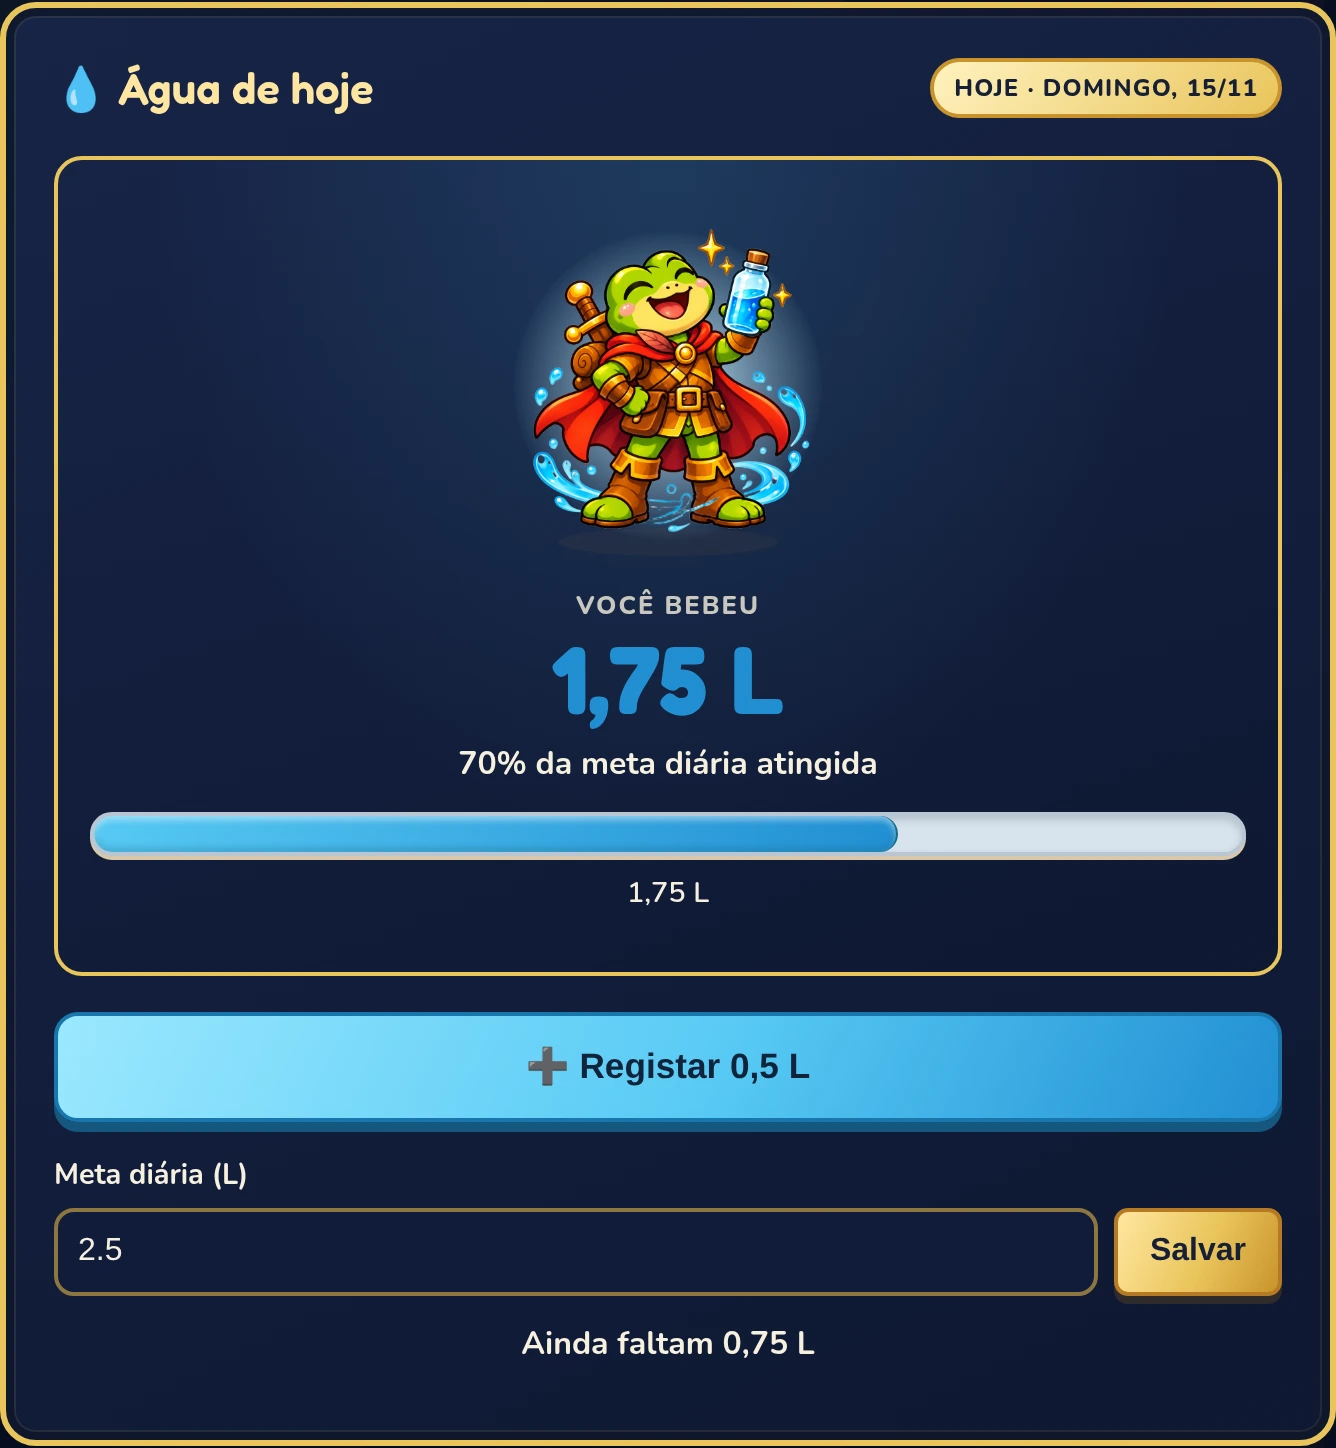 Água de hoje
HOJE · DOMINGO, 15/11
VOCÊ BEBEU
1,75 L
70% da meta diária atingida
1,75 L
➕ Registar 0,5 L
Meta diária (L)
2.5
Salvar
Ainda faltam 0,75 L